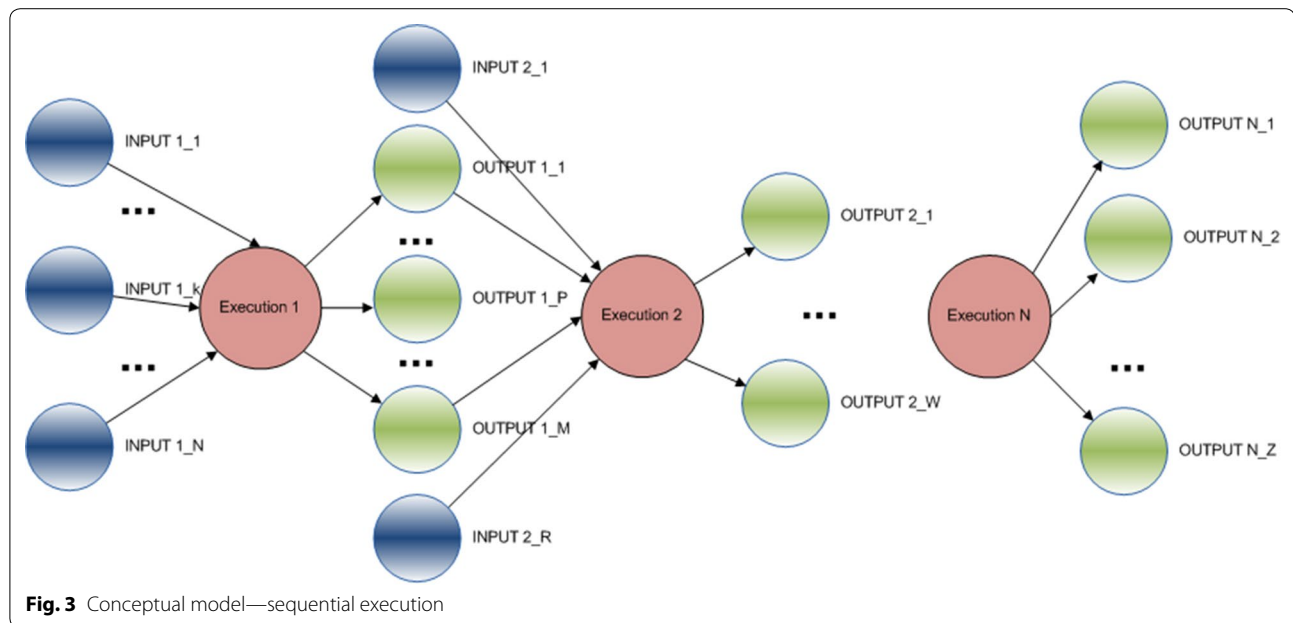 INPUT 1_1
INPUT 1_k
INPUT 1_N
Execution 1
INPUT 2_1
OUTPUT 1_1
OUTPUT 1_P
OUTPUT 1_M
INPUT 2_R
Execution 2
OUTPUT 2_1
OUTPUT 2_W
Execution N
OUTPUT N_1
OUTPUT N_2
OUTPUT N_Z
Fig. 3 Conceptual model—sequential execution